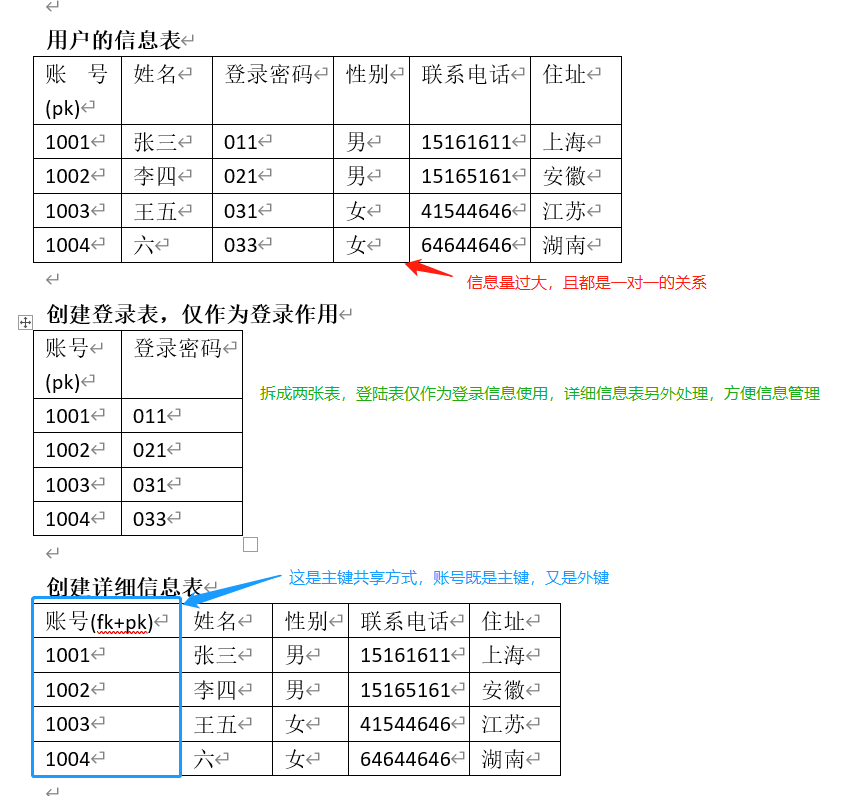 用户的信息表
账 号 姓名 登录密码 性别 联系电话 住址
(pk)
1001 张三 011 男 15161611 上海
1002 李四 021 男 15165161 安徽
1003 王五 031 女 41544646 江苏
1004 六 033 女 64644646 湖南
信息量过大，且都是一对一的关系
创建登录表，仅作为登录作用
账号 登录密码
(pk)
拆成两张表，登陆表仅作为登录信息使用，详细信息表另外处理，方便信息管理
1001 011
1002 021
1003 031
1004 033
这是主键共享方式，账号既是主键，又是外键
创建详细信息表
账号(fk+pk) 姓名 性别 联系电话 住址
1001 张三 男 15161611 上海
1002 李四 男 15165161 安徽
1003 王五 女 41544646 江苏
1004 六 女 64644646 湖南